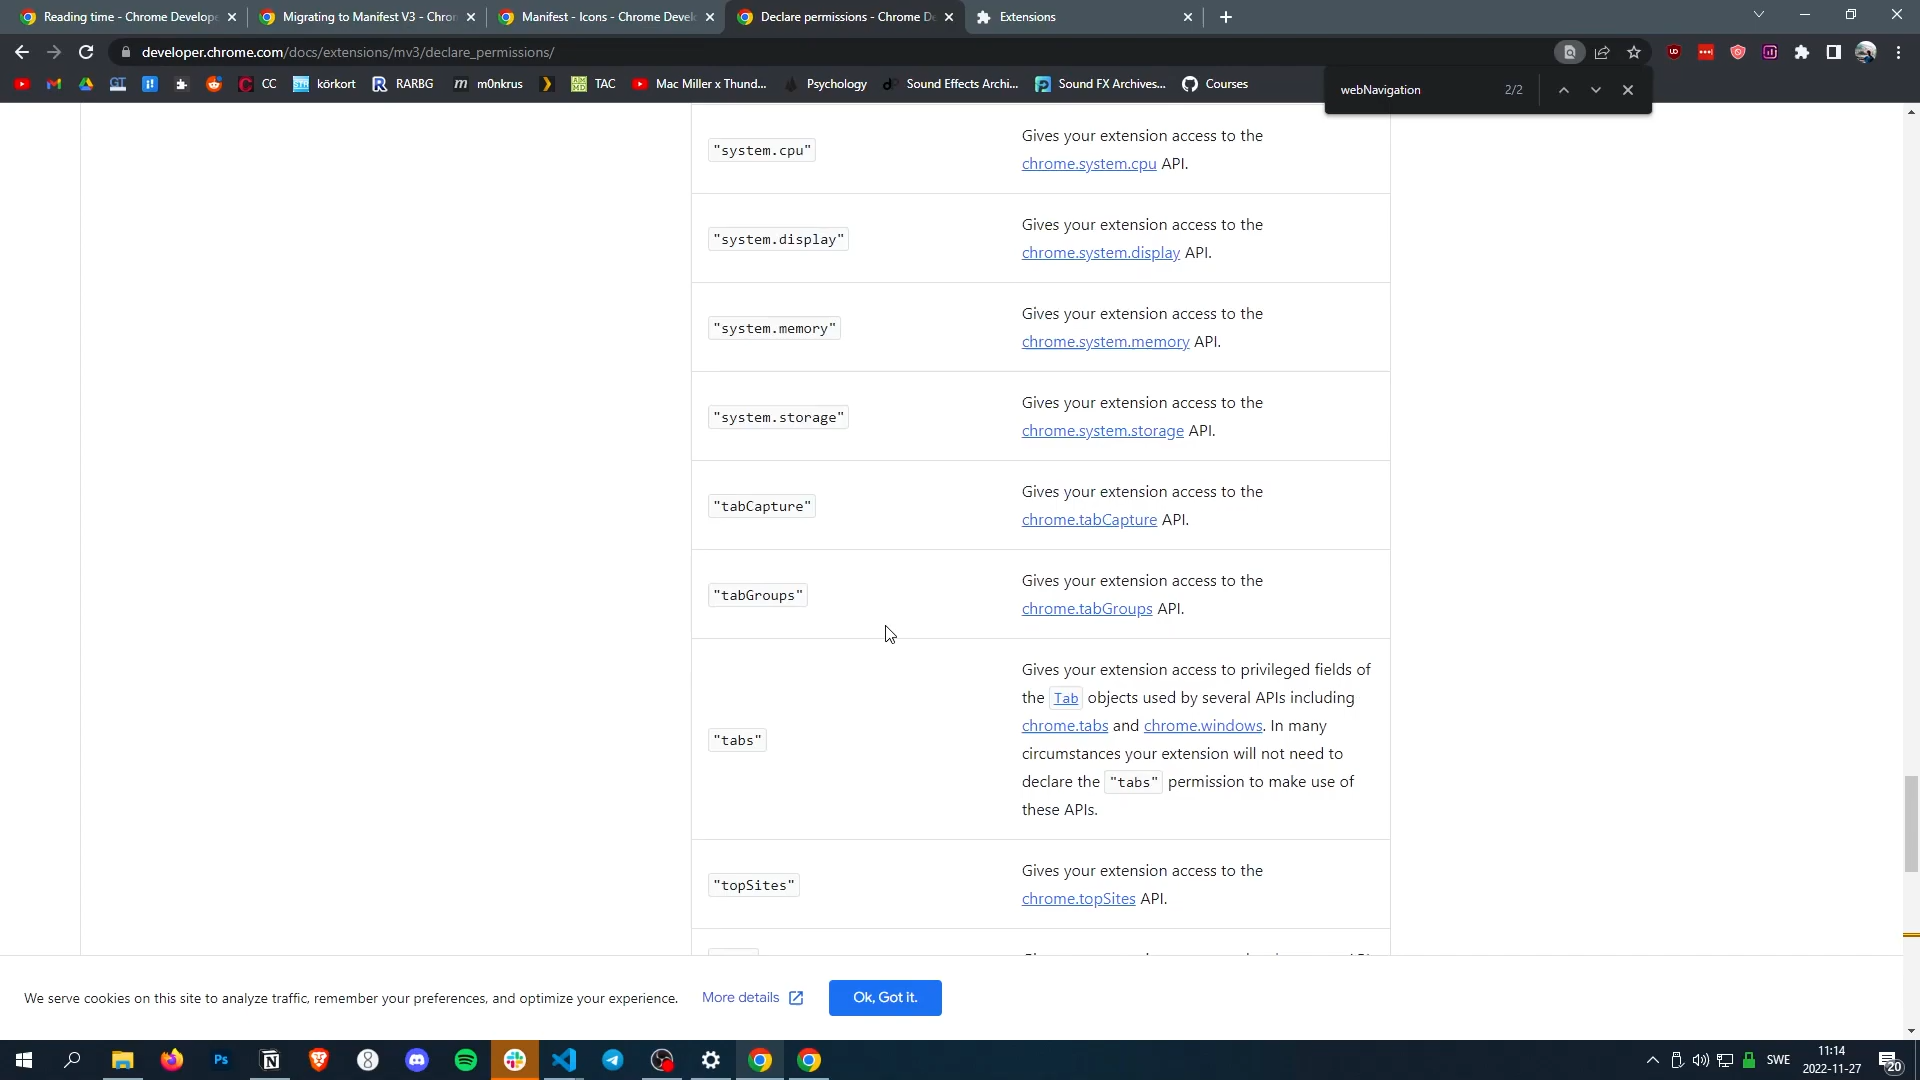 Reading time - Chrome Develope
Migrating to Manifest V3 - Chron
Manifest - Icons - Chrome Devel
Declare permissions - Chrome De
Extensions
developer.chrome.com/docs/extensions/mv3/declare_permissions/
CC
körkort
RARBG
m0nkrus
TAC
Mac Miller x Thund...
Psychology
Sound Effects Archi...
Sound FX Archives...
Courses
webNavigation 2/2
"system.cpu"
Gives your extension access to the
chrome.system.cpu API.
"system.display"
Gives your extension access to the
chrome.system.display API.
"system.memory"
Gives your extension access to the
chrome.system.memory API.
"system.storage"
Gives your extension access to the
chrome.system.storage API.
"tabCapture"
Gives your extension access to the
chrome.tabCapture API.
"tabGroups"
Gives your extension access to the
chrome.tabGroups API.
"tabs"
Gives your extension access to privileged fields of
the Tab objects used by several APIs including
chrome.tabs and chrome.windows. In many
circumstances your extension will not need to
declare the "tabs" permission to make use of
these APIs.
"topSites"
Gives your extension access to the
chrome.topSites API.
We serve cookies on this site to analyze traffic, remember your preferences, and optimize your experience.
More details
Ok, Got it.
Ps
SWE
11:14
2022-11-27
20